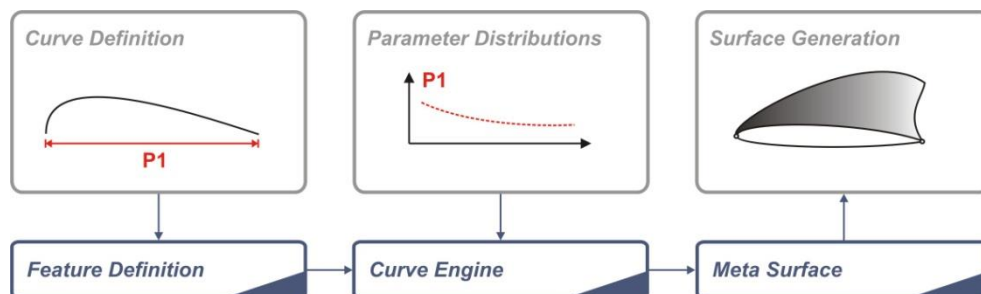 Curve Definition
P1
Parameter Distributions
P1
Surface Generation
Feature Definition
Curve Engine
Meta Surface